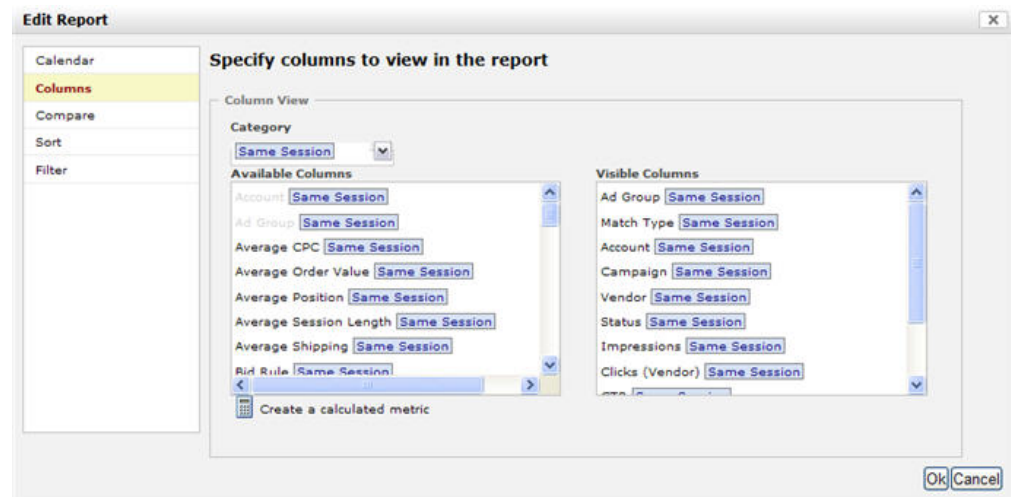 Edit Report
Calendar
Columns
Compare
Sort
Filter
Specify columns to view in the report
Column View
Category
Same Session
Available Columns
Account Same Session
Ad Group Same Session
Average CPC Same Session
Average Order Value Same Session
Average Position Same Session
Average Session Length Same Session
Average Shipping Same Session
Bid Rule Same Session
Create a calculated metric
Visible Columns
Ad Group Same Session
Match Type Same Session
Account Same Session
Campaign Same Session
Vendor Same Session
Status Same Session
Impressions Same Session
Clicks (Vendor) Same Session
Ok Cancel